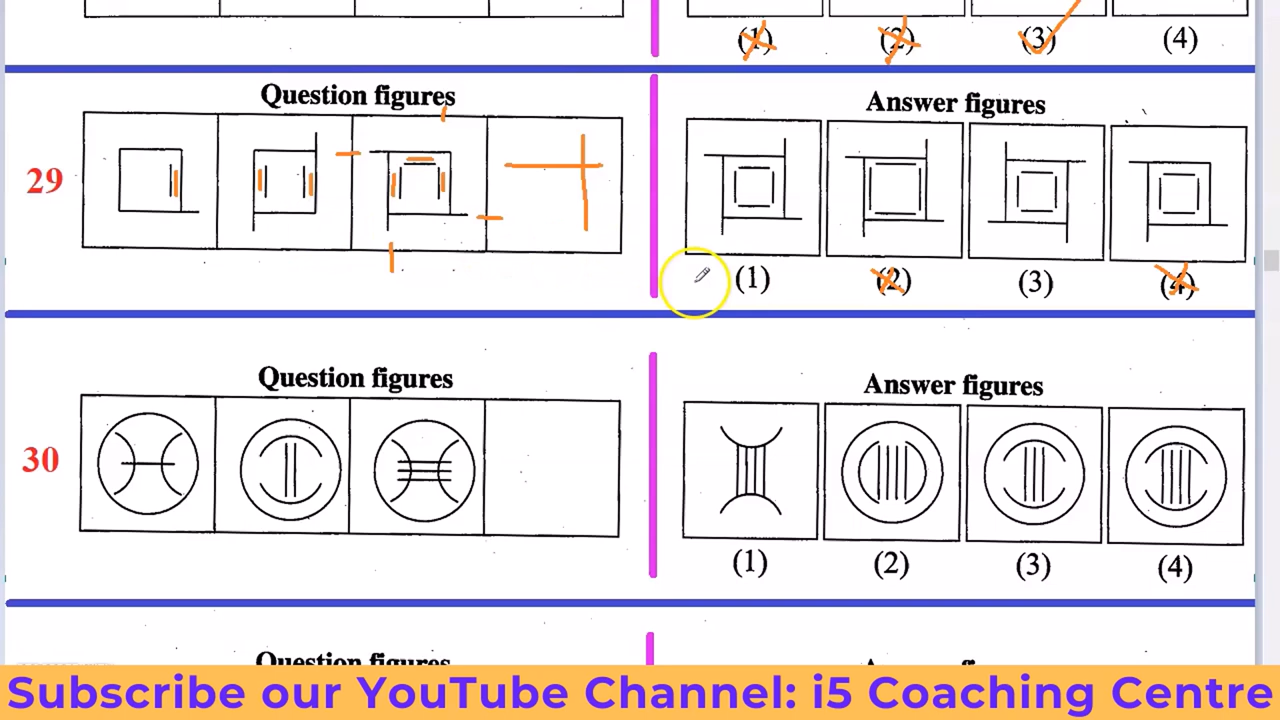 (1) (2) (3) (4)
Question figures
Answer figures
29
(1) (2) (3) (4)
Question figures
Answer figures
30
(1) (2) (3) (4)
Question figures
Subscribe our YouTube Channel: i5 Coaching Centre